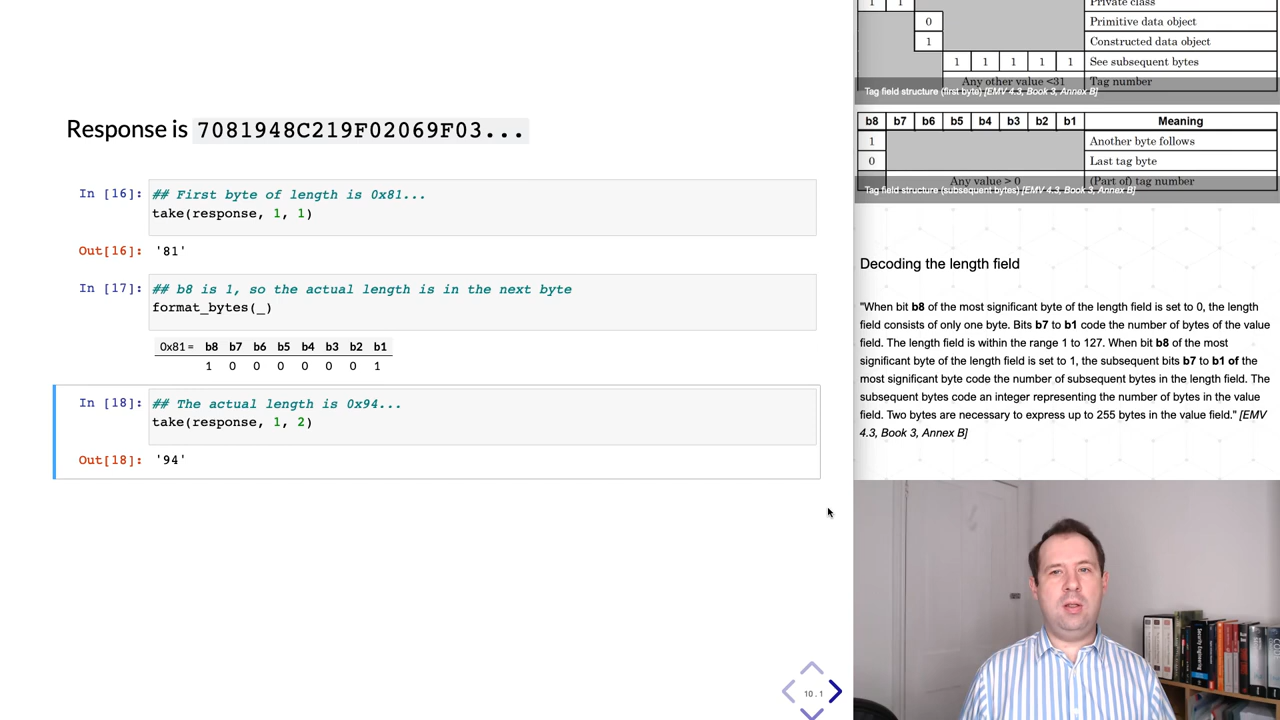 Response is 7081948C219F02069F03...
In [16]: ## First byte of length is 0x81...
take(response, 1, 1)
Out[16]: '81'
In [17]: ## b8 is 1, so the actual length is in the next byte
format_bytes(_)
0x81 = b8 b7 b6 b5 b4 b3 b2 b1
1 0 0 0 0 0 0 1
In [18]: ## The actual length is 0x94...
take(response, 1, 2)
Out[18]: '94'
10.1
1 1 Private class
0 Primitive data object
1 Constructed data object
1 1 1 1 1 See subsequent bytes
Any other value <31 Tag number
Tag field structure (first byte) [EMV 4.3, Book 3, Annex B]
b8 b7 b6 b5 b4 b3 b2 b1 Meaning
1 Another byte follows
0 Last tag byte
Any value > 0 (Part of) tag number
Tag field structure (subsequent bytes) [EMV 4.3, Book 3, Annex B]
Decoding the length field
"When bit b8 of the most significant byte of the length field is set to 0, the length
field consists of only one byte. Bits b7 to b1 code the number of bytes of the value
field. The length field is within the range 1 to 127. When bit b8 of the most
significant byte of the length field is set to 1, the subsequent bits b7 to b1 of the
most significant byte code the number of subsequent bytes in the length field. The
subsequent bytes code an integer representing the number of bytes in the value
field. Two bytes are necessary to express up to 255 bytes in the value field." [EMV
4.3, Book 3, Annex B]
Security Engineering